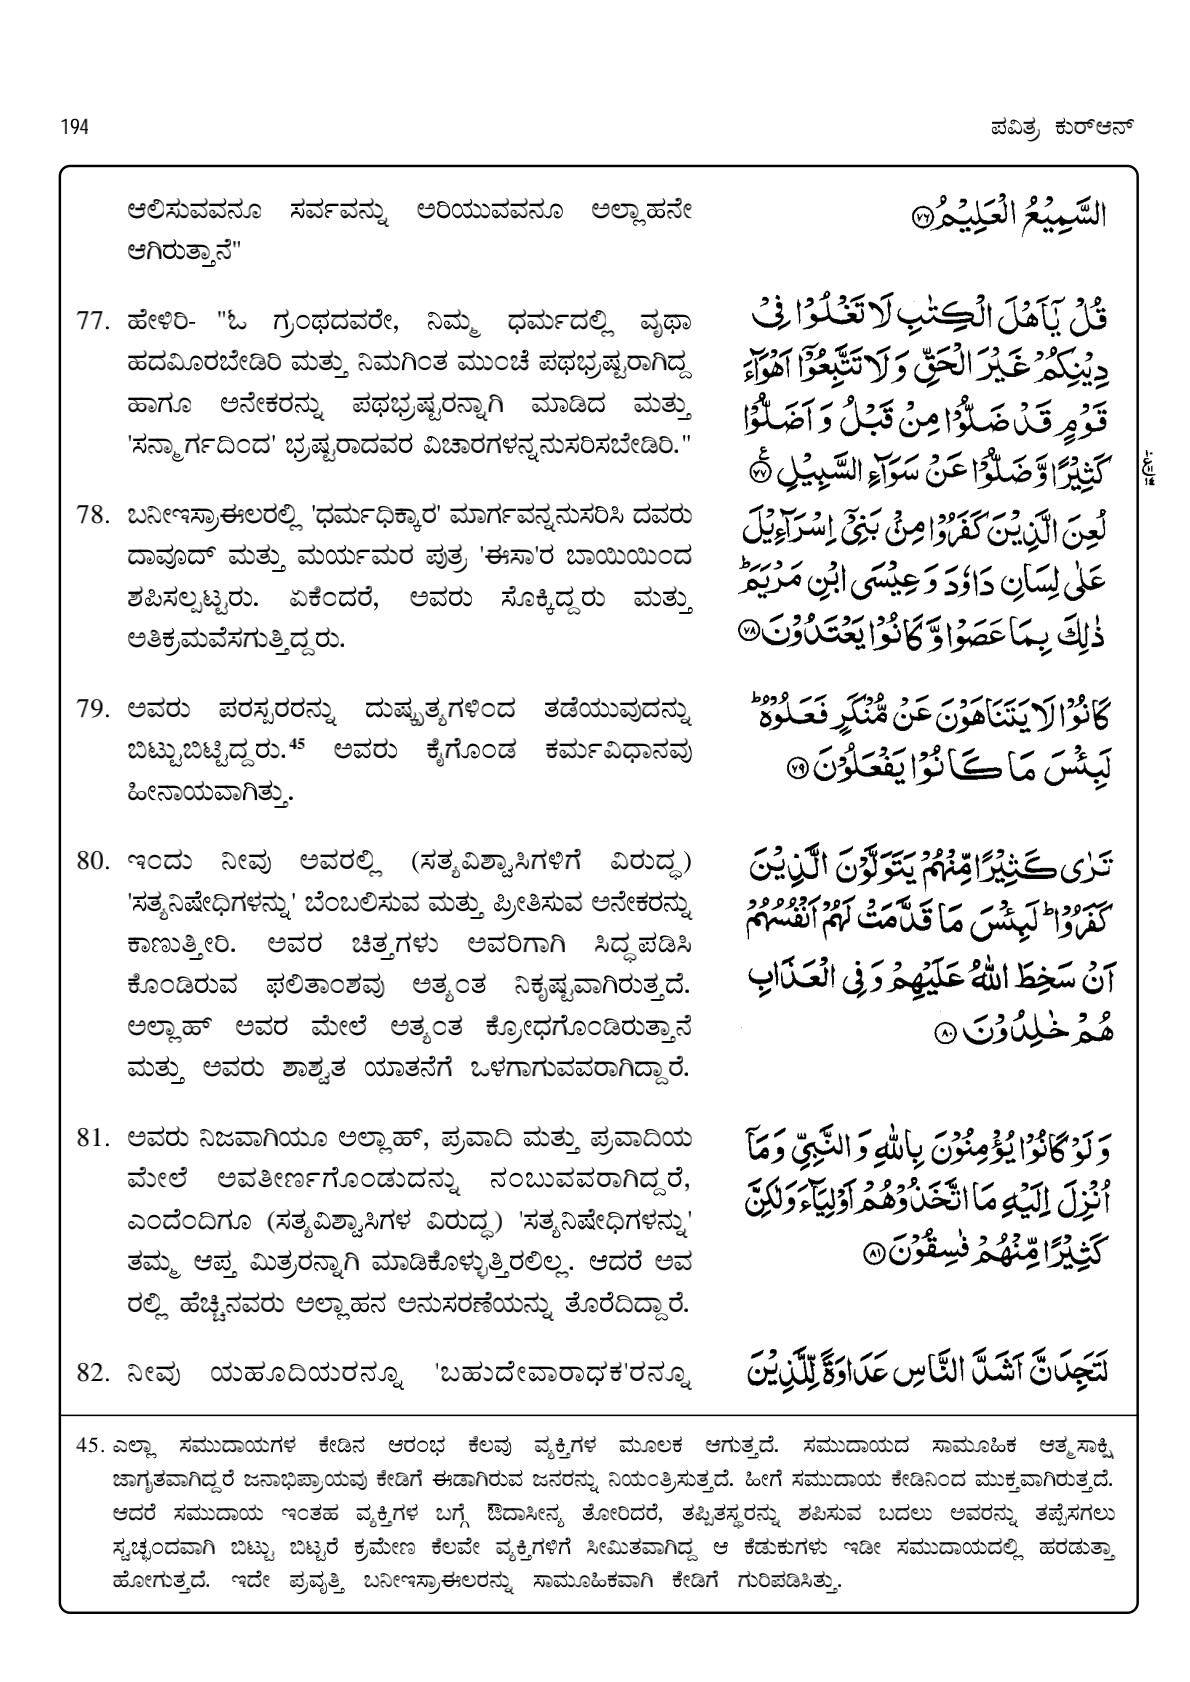 194
ಪವಿತ್ರ ಕುರ್‌ಆನ್
ಆಲಿಸುವವನೂ ಸರ್ವವನ್ನು ಅರಿಯುವವನೂ ಅಲ್ಲಾಹನೇ
ಆಗಿರುತ್ತಾನೆ"
77. ಹೇಳಿರಿ- "ಓ ಗ್ರಂಥದವರೇ, ನಿಮ್ಮ ಧರ್ಮದಲ್ಲಿ ವೃಥಾ
ಹದಮೀರಬೇಡಿರಿ ಮತ್ತು ನಿಮಗಿಂತ ಮುಂಚೆ ಪಥಭ್ರಷ್ಟರಾಗಿದ್ದ
ಹಾಗೂ ಅನೇಕರನ್ನು ಪಥಭ್ರಷ್ಟರನ್ನಾಗಿ ಮಾಡಿದ ಮತ್ತು
'ಸನ್ಮಾರ್ಗದಿಂದ' ಭ್ರಷ್ಟರಾದವರ ವಿಚಾರಗಳನ್ನನುಸರಿಸಬೇಡಿರಿ."
78. ಬನೀಇಸ್ರಾಈಲರಲ್ಲಿ 'ಧರ್ಮಧಿಕ್ಕಾರ' ಮಾರ್ಗವನ್ನನುಸರಿಸಿ ದವರು
ದಾವೂದ್ ಮತ್ತು ಮರ್ಯಮರ ಪುತ್ರ 'ಈಸಾ'ರ ಬಾಯಿಯಿಂದ
ಶಪಿಸಲ್ಪಟ್ಟರು. ಏಕೆಂದರೆ, ಅವರು ಸೊಕ್ಕಿದ್ದರು ಮತ್ತು
ಅತಿಕ್ರಮವೆಸಗುತ್ತಿದ್ದರು.
79. ಅವರು ಪರಸ್ಪರರನ್ನು ದುಷ್ಕೃತ್ಯಗಳಿಂದ ತಡೆಯುವುದನ್ನು
ಬಿಟ್ಟುಬಿಟ್ಟಿದ್ದರು.45 ಅವರು ಕೈಗೊಂಡ ಕರ್ಮವಿಧಾನವು
ಹೀನಾಯವಾಗಿತ್ತು.
80. ಇಂದು ನೀವು ಅವರಲ್ಲಿ (ಸತ್ಯವಿಶ್ವಾಸಿಗಳಿಗೆ ವಿರುದ್ಧ)
'ಸತ್ಯನಿಷೇಧಿಗಳನ್ನು' ಬೆಂಬಲಿಸುವ ಮತ್ತು ಪ್ರೀತಿಸುವ ಅನೇಕರನ್ನು
ಕಾಣುತ್ತೀರಿ. ಅವರ ಚಿತ್ತಗಳು ಅವರಿಗಾಗಿ ಸಿದ್ಧಪಡಿಸಿ
ಕೊಂಡಿರುವ ಫಲಿತಾಂಶವು ಅತ್ಯಂತ ನಿಕೃಷ್ಟವಾಗಿರುತ್ತದೆ.
ಅಲ್ಲಾಹ್ ಅವರ ಮೇಲೆ ಅತ್ಯಂತ ಕ್ರೋಧಗೊಂಡಿರುತ್ತಾನೆ
ಮತ್ತು ಅವರು ಶಾಶ್ವತ ಯಾತನೆಗೆ ಒಳಗಾಗುವವರಾಗಿದ್ದಾರೆ.
81. ಅವರು ನಿಜವಾಗಿಯೂ ಅಲ್ಲಾಹ್, ಪ್ರವಾದಿ ಮತ್ತು ಪ್ರವಾದಿಯ
ಮೇಲೆ ಅವತೀರ್ಣಗೊಂಡುದನ್ನು ನಂಬುವವರಾಗಿದ್ದರೆ,
ಎಂದೆಂದಿಗೂ (ಸತ್ಯವಿಶ್ವಾಸಿಗಳ ವಿರುದ್ಧ) 'ಸತ್ಯನಿಷೇಧಿಗಳನ್ನು'
ತಮ್ಮ ಆಪ್ತ ಮಿತ್ರರನ್ನಾಗಿ ಮಾಡಿಕೊಳ್ಳುತ್ತಿರಲಿಲ್ಲ. ಆದರೆ ಅವ
ರಲ್ಲಿ ಹೆಚ್ಚಿನವರು ಅಲ್ಲಾಹನ ಅನುಸರಣೆಯನ್ನು ತೊರೆದಿದ್ದಾರೆ.
82. ನೀವು ಯಹೂದಿಯರನ್ನೂ 'ಬಹುದೇವಾರಾಧಕ'ರನ್ನೂ
السَّمِيْعُ الْعَلِيْمُ ﴿٧٦﴾
قُلْ يٰۤاَهْلَ الْكِتٰبِ لَا تَغْلُوْا فِىْ
دِيْنِكُمْ غَيْرَ الْحَقِّ وَ لَا تَتَّبِعُوْۤا اَهْوَآءَ
قَوْمٍ قَدْ ضَلُّوْا مِنْ قَبْلُ وَ اَضَلُّوْا
كَثِيْرًا وَّ ضَلُّوْا عَنْ سَوَآءِ السَّبِيْلِ ﴿٧٧﴾ۧ
لُعِنَ الَّذِيْنَ كَفَرُوْا مِنْۢ بَنِىْۤ اِسْرَآءِيْلَ
عَلٰى لِسَانِ دَاوٗدَ وَ عِيْسَى ابْنِ مَرْيَمَؕ
ذٰلِكَ بِمَا عَصَوْا وَّ كَانُوْا يَعْتَدُوْنَ ﴿٧٨﴾
كَانُوْا لَا يَتَنَاهَوْنَ عَنْ مُّنْكَرٍ فَعَلُوْهُؕ
لَبِئْسَ مَا كَانُوْا يَفْعَلُوْنَ ﴿٧٩﴾
تَرٰى كَثِيْرًا مِّنْهُمْ يَتَوَلَّوْنَ الَّذِيْنَ
كَفَرُوْاؕ لَبِئْسَ مَا قَدَّمَتْ لَهُمْ اَنْفُسُهُمْ
اَنْ سَخِطَ اللّٰهُ عَلَيْهِمْ وَ فِى الْعَذَابِ
هُمْ خٰلِدُوْنَ ﴿٨٠﴾
وَ لَوْ كَانُوْا يُؤْمِنُوْنَ بِاللّٰهِ وَ النَّبِىِّ وَ مَاۤ
اُنْزِلَ اِلَيْهِ مَا اتَّخَذُوْهُمْ اَوْلِيَآءَ وَ لٰكِنَّ
كَثِيْرًا مِّنْهُمْ فٰسِقُوْنَ ﴿٨١﴾
لَتَجِدَنَّ اَشَدَّ النَّاسِ عَدَاوَةً لِّلَّذِيْنَ
45. ಎಲ್ಲಾ ಸಮುದಾಯಗಳ ಕೇಡಿನ ಆರಂಭ ಕೆಲವು ವ್ಯಕ್ತಿಗಳ ಮೂಲಕ ಆಗುತ್ತದೆ. ಸಮುದಾಯದ ಸಾಮೂಹಿಕ ಆತ್ಮಸಾಕ್ಷಿ
ಜಾಗೃತವಾಗಿದ್ದರೆ ಜನಾಭಿಪ್ರಾಯವು ಕೇಡಿಗೆ ಈಡಾಗಿರುವ ಜನರನ್ನು ನಿಯಂತ್ರಿಸುತ್ತದೆ. ಹೀಗೆ ಸಮುದಾಯ ಕೇಡಿನಿಂದ ಮುಕ್ತವಾಗಿರುತ್ತದೆ.
ಆದರೆ ಸಮುದಾಯ ಇಂತಹ ವ್ಯಕ್ತಿಗಳ ಬಗ್ಗೆ ಔದಾಸೀನ್ಯ ತೋರಿದರೆ, ತಪ್ಪಿತಸ್ಥರನ್ನು ಶಪಿಸುವ ಬದಲು ಅವರನ್ನು ತಪ್ಪೆಸಗಲು
ಸ್ವಚ್ಛಂದವಾಗಿ ಬಿಟ್ಟು ಬಿಟ್ಟರೆ ಕ್ರಮೇಣ ಕೆಲವೇ ವ್ಯಕ್ತಿಗಳಿಗೆ ಸೀಮಿತವಾಗಿದ್ದ ಆ ಕೆಡುಕುಗಳು ಇಡೀ ಸಮುದಾಯದಲ್ಲಿ ಹರಡುತ್ತಾ
ಹೋಗುತ್ತದೆ. ಇದೇ ಪ್ರವೃತ್ತಿ ಬನೀಇಸ್ರಾಈಲರನ್ನು ಸಾಮೂಹಿಕವಾಗಿ ಕೇಡಿಗೆ ಗುರಿಪಡಿಸಿತ್ತು.